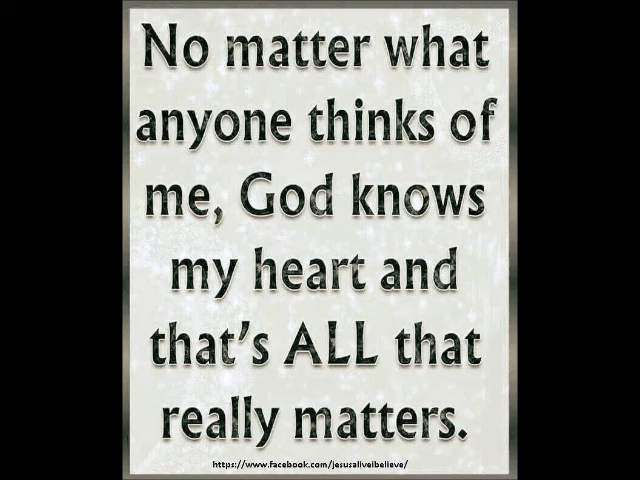 No matter what
anyone thinks of
me, God knows
my heart and
that's ALL that
really matters.
https://www.facebook.com/jesusaliveibelieve/